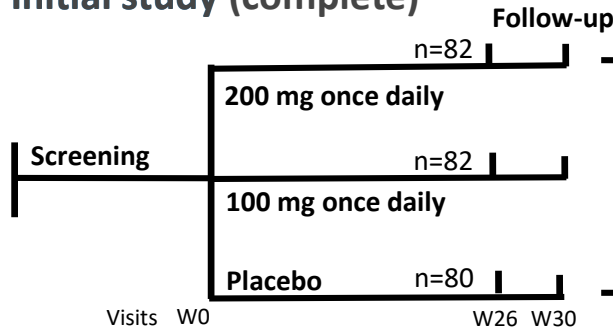 Initial study (complete)
Follow-up
n=82
200 mg once daily
Screening
n=82
100 mg once daily
Placebo n=80
Visits W0 W26 W30